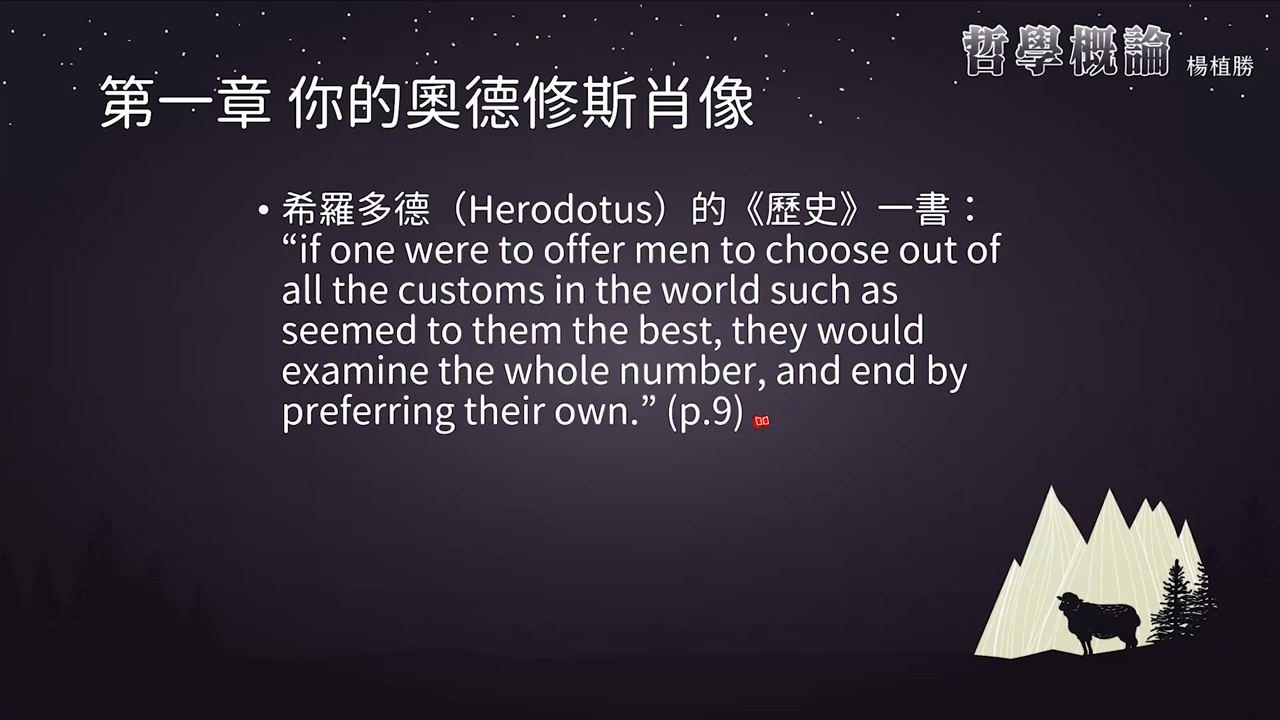 哲學概論 楊植勝
第一章 你的奧德修斯肖像
• 希羅多德（Herodotus）的《歷史》一書：
“if one were to offer men to choose out of
all the customs in the world such as
seemed to them the best, they would
examine the whole number, and end by
preferring their own.” (p.9)